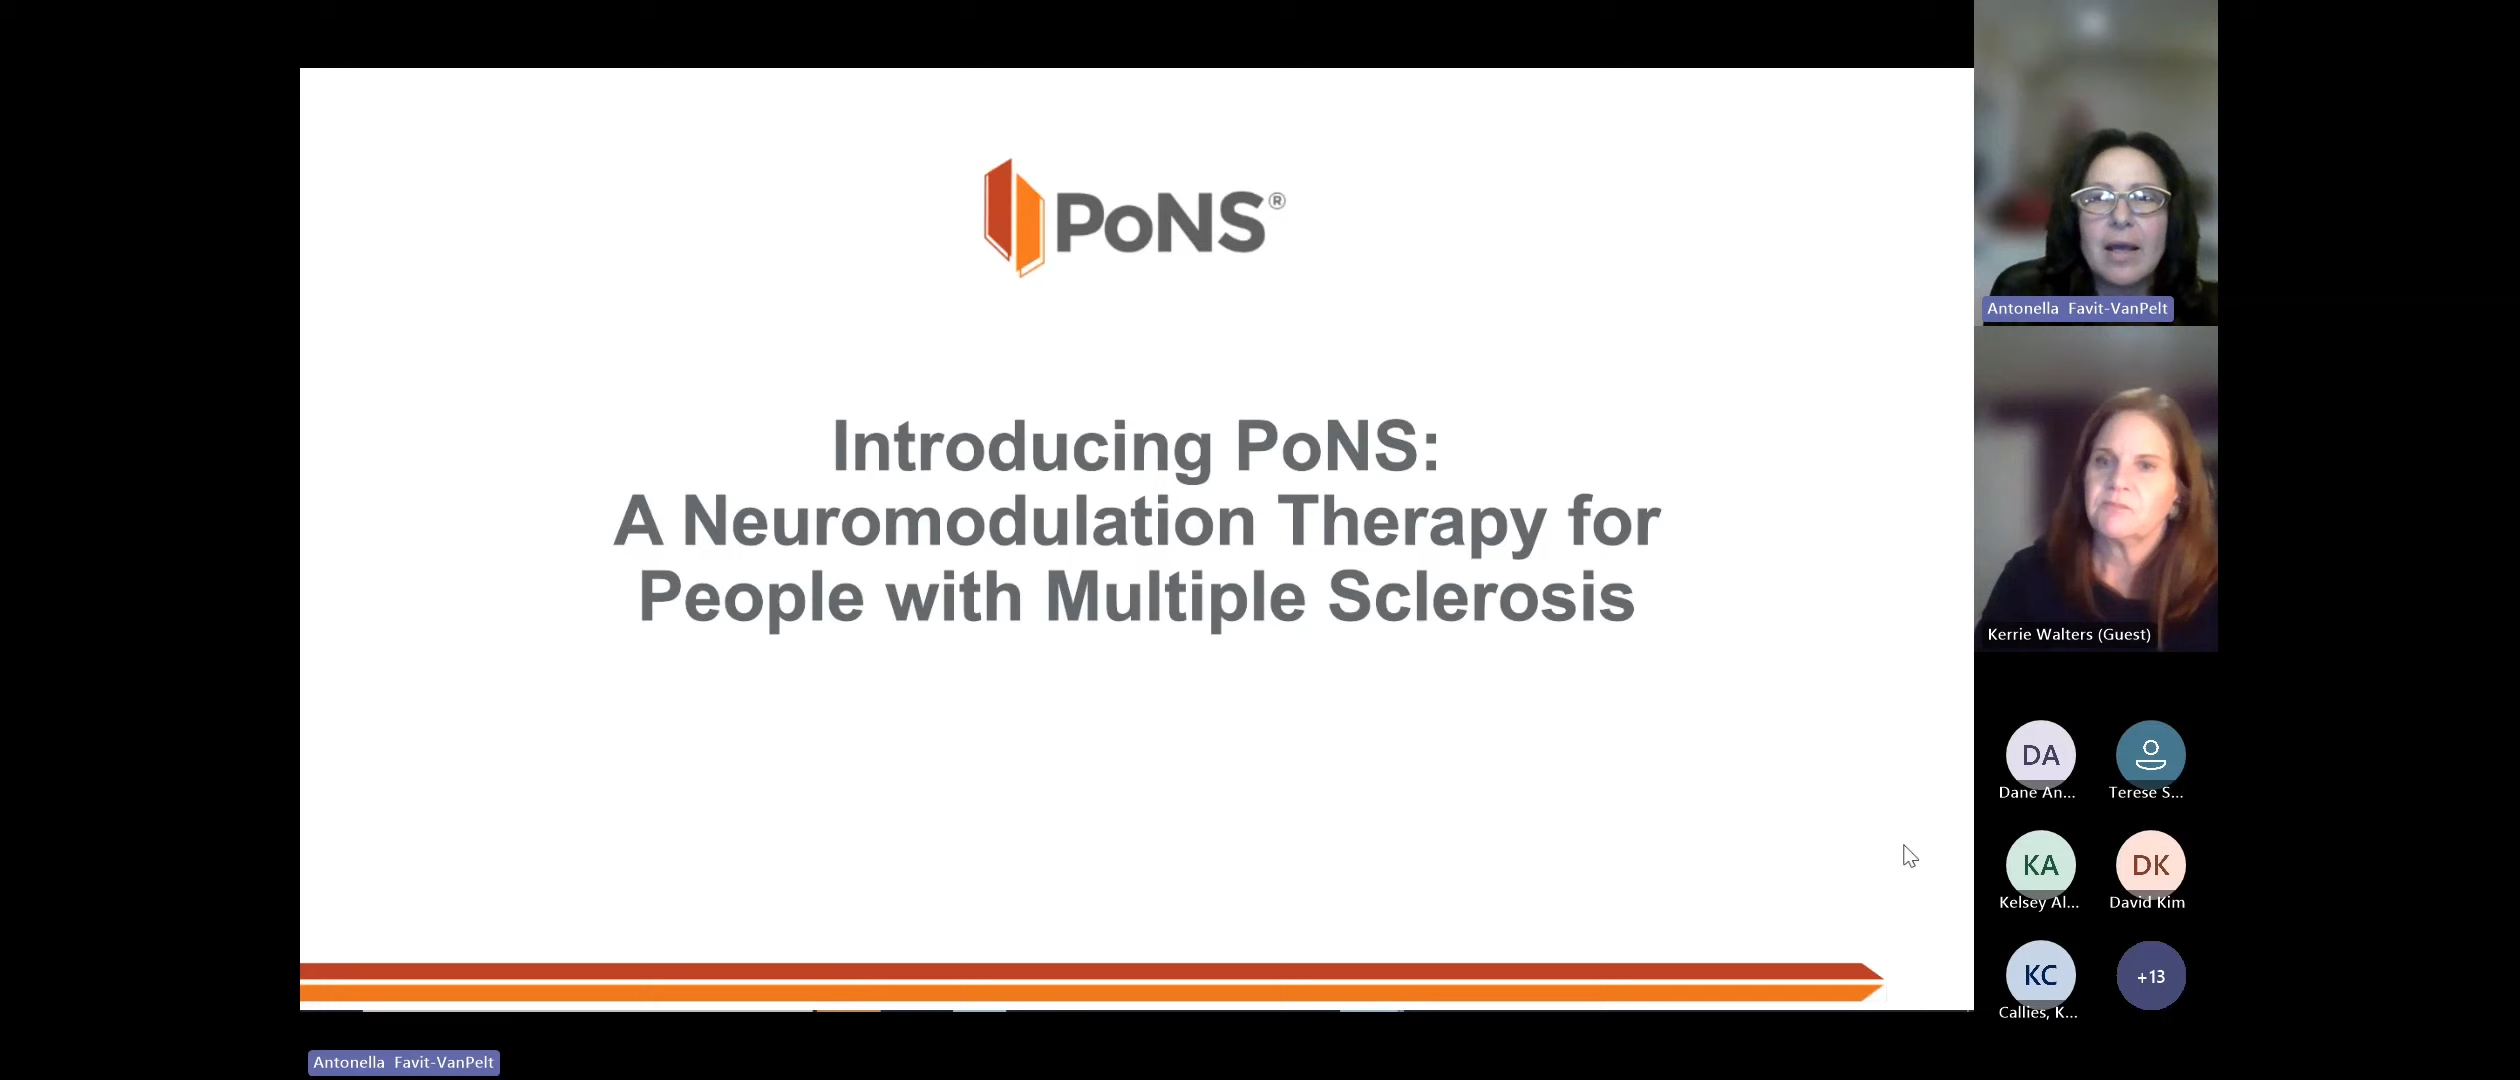 PoNS®
Introducing PoNS:
A Neuromodulation Therapy for
People with Multiple Sclerosis
Antonella Favit-VanPelt
Kerrie Walters (Guest)
DA
Dane An...
Terese S...
KA
Kelsey Al...
DK
David Kim
KC
Callies, K...
+13
Antonella Favit-VanPelt